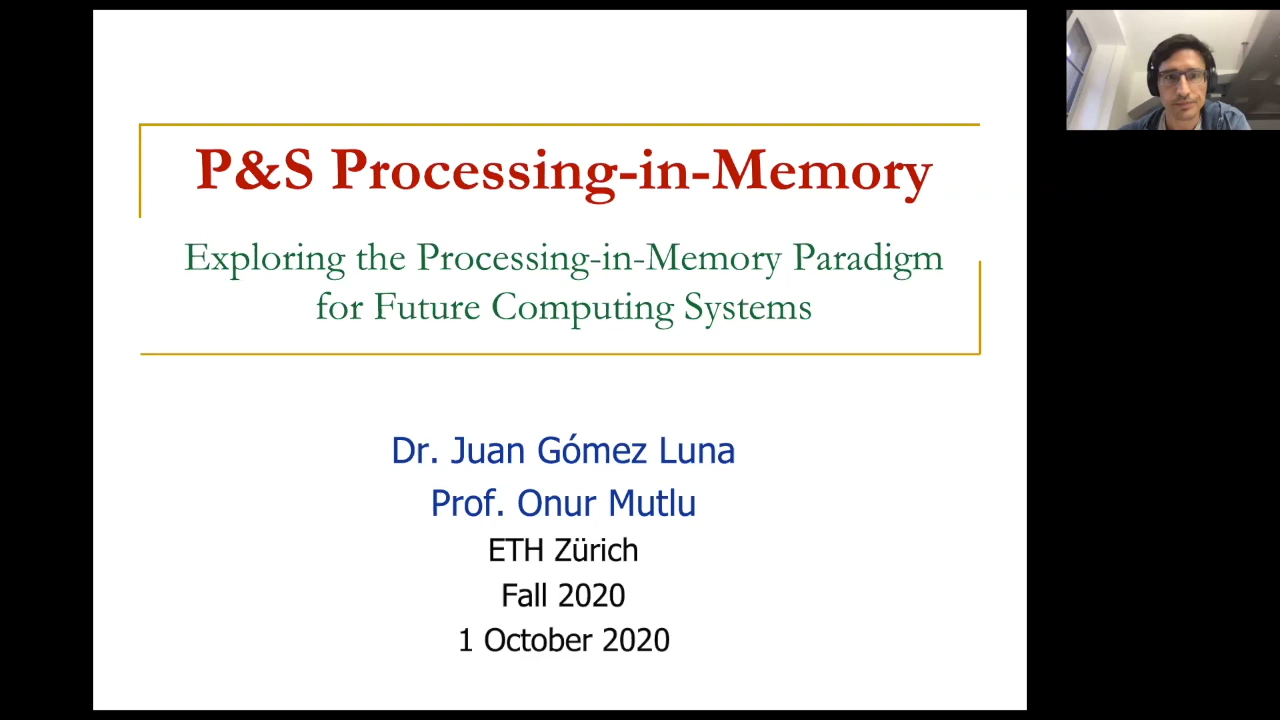 P&S Processing-in-Memory
Exploring the Processing-in-Memory Paradigm
for Future Computing Systems
Dr. Juan Gómez Luna
Prof. Onur Mutlu
ETH Zürich
Fall 2020
1 October 2020